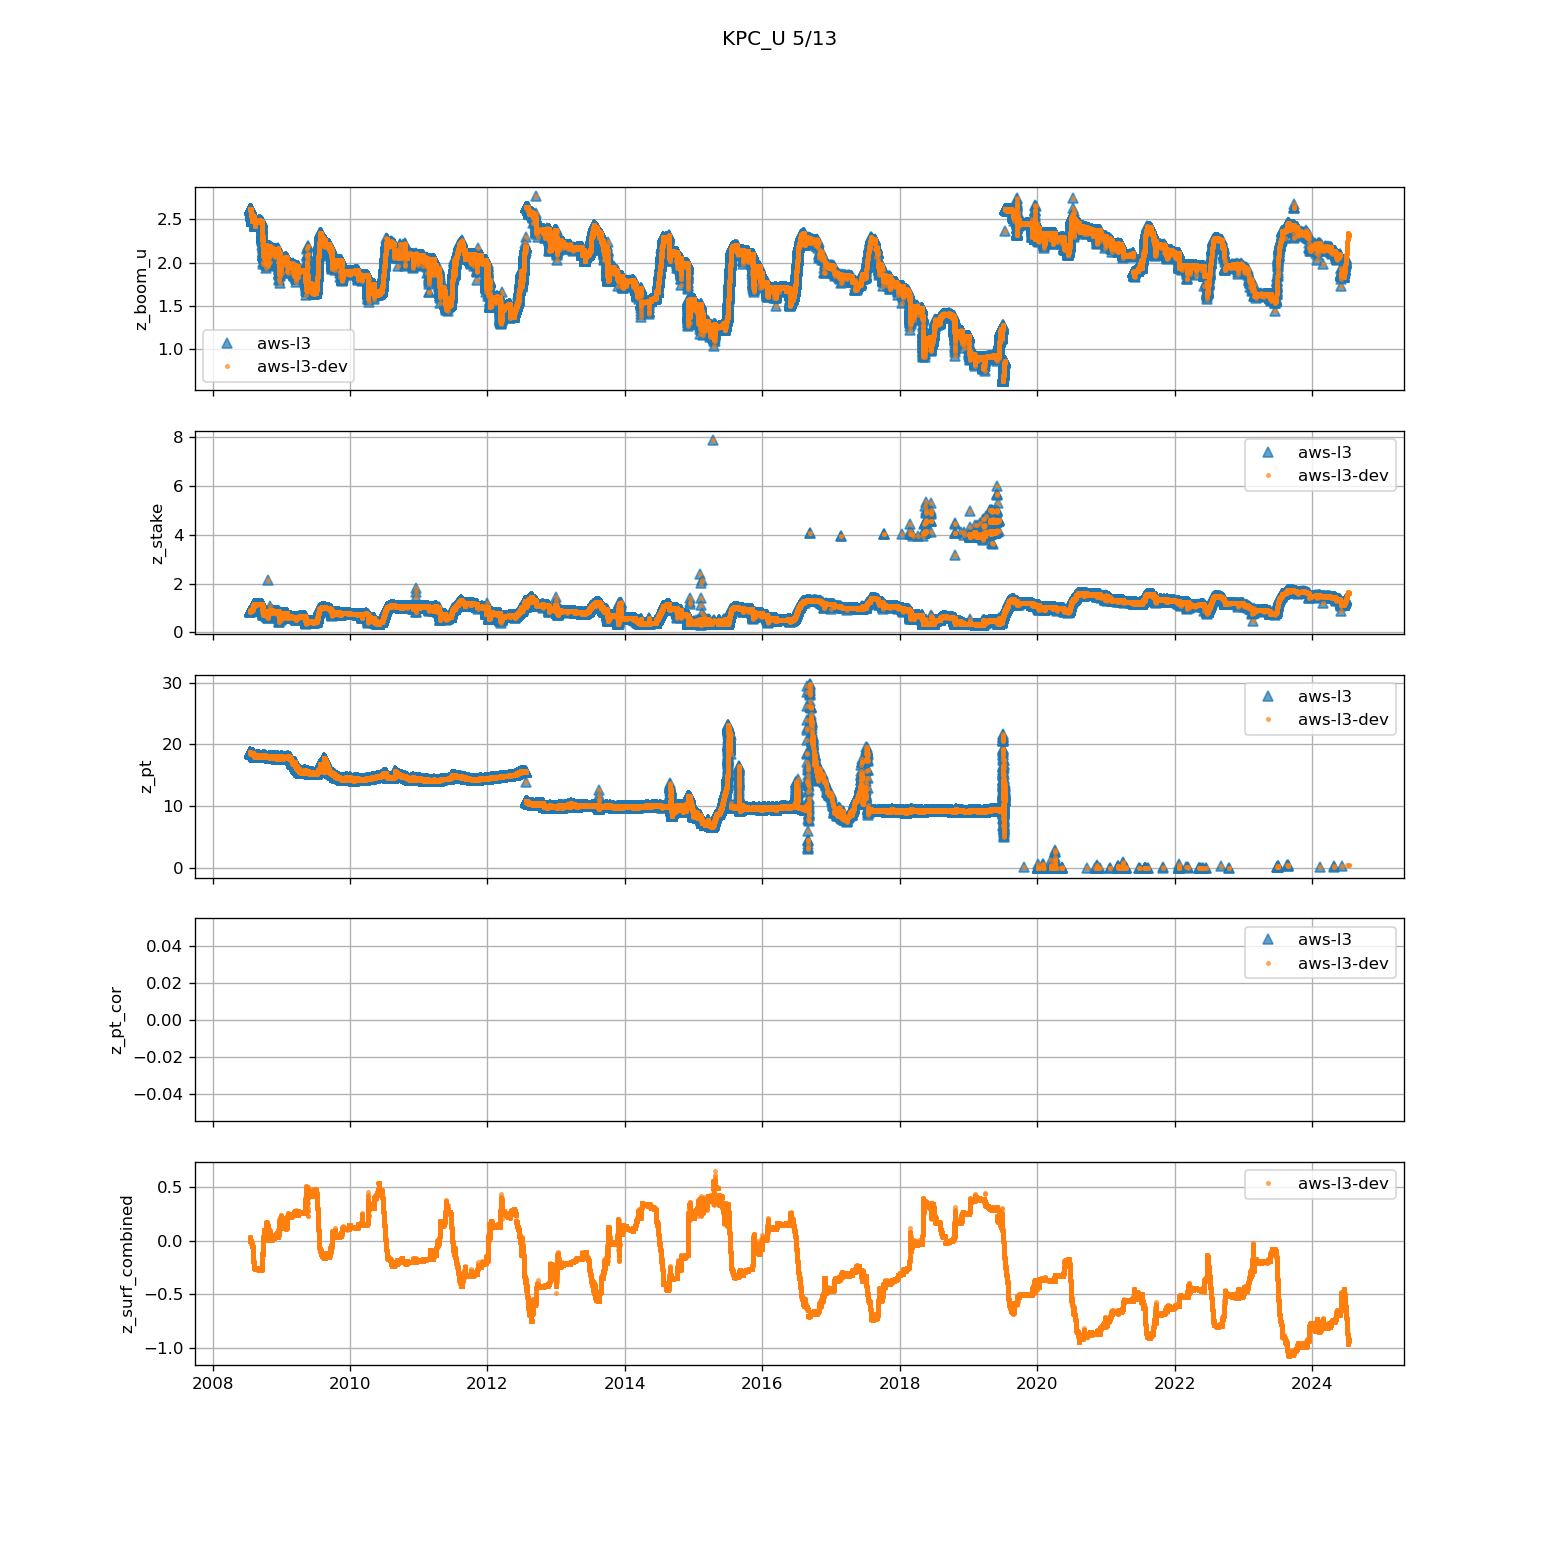 KPC_U 5/13
z_boom_u
2.5
2.0
1.5
1.0
aws-l3
aws-l3-dev
z_stake
8
6
4
2
0
aws-l3
aws-l3-dev
z_pt
30
20
10
0
aws-l3
aws-l3-dev
z_pt_cor
0.04
0.02
0.00
−0.02
−0.04
aws-l3
aws-l3-dev
z_surf_combined
0.5
0.0
−0.5
−1.0
aws-l3-dev
2008 2010 2012 2014 2016 2018 2020 2022 2024